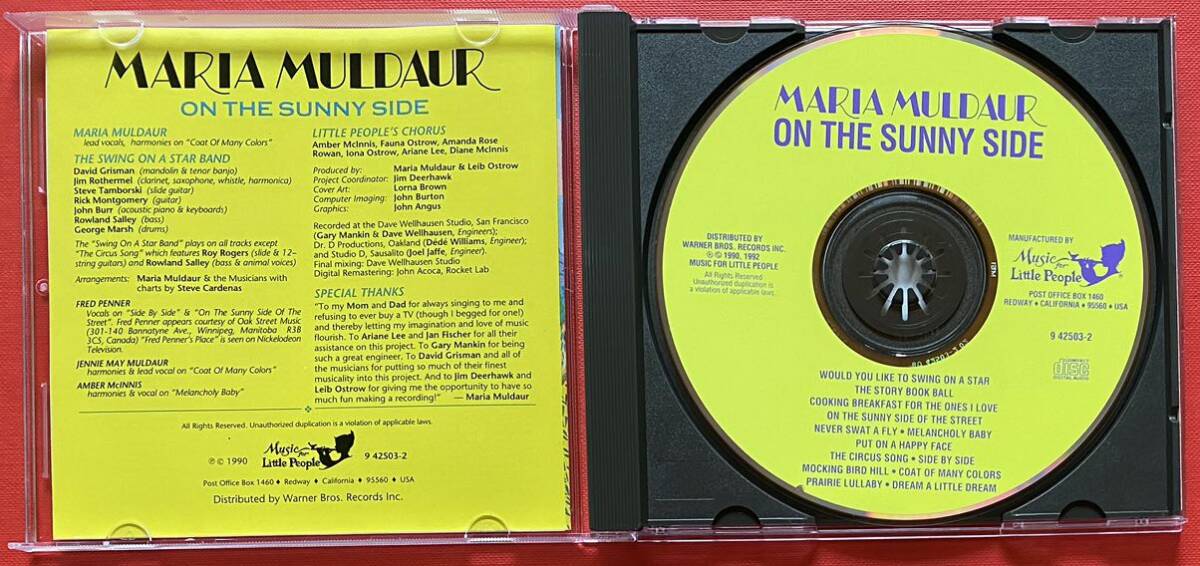 MARIA MULDAUR
ON THE SUNNY SIDE
MARIA MULDAUR
lead vocals, harmonies on "Coat Of Many Colors"
THE SWING ON A STAR BAND
David Grisman (mandolin & tenor banjo)
Jim Rothermel (clarinet, saxophone, whistle, harmonica)
Steve Tamborski (slide guitar)
Rick Montgomery (guitar)
John Burr (acoustic piano & keyboards)
Rowland Salley (bass)
George Marsh (drums)
The "Swing On A Star Band" plays on all tracks except
"The Circus Song" which features Roy Rogers (slide & 12-
string guitars) and Rowland Salley (bass & animal voices)
Arrangements: Maria Muldaur & the Musicians with
charts by Steve Cardenas
FRED PENNER
Vocals on "Side By Side" & "On The Sunny Side Of The
Street". Fred Penner appears courtesy of Oak Street Music
(301-140 Bannatyne Ave., Winnipeg, Manitoba R3B
3C5, Canada) "Fred Penner's Place" is seen on Nickelodeon
Television.
JENNIE MAY MULDAUR
harmonies & lead vocal on "Coat Of Many Colors"
AMBER McINNIS
harmonies & vocal on "Melancholy Baby"
LITTLE PEOPLE'S CHORUS
Amber McInnis, Fauna Ostrow, Amanda Rose
Rowan, Iona Ostrow, Ariane Lee, Diane McInnis
Produced by: Maria Muldaur & Leib Ostrow
Project Coordinator: Jim Deerhawk
Cover Art: Lorna Brown
Computer Imaging: John Burton
Graphics: John Angus
Recorded at the Dave Wellhausen Studio, San Francisco
(Gary Mankin & Dave Wellhausen, Engineers);
Dr. D Productions, Oakland (Dédé Williams, Engineer);
and Studio D, Sausalito (Joel Jaffe, Engineer).
Final mixing: Dave Wellhausen Studio
Digital Remastering: John Acoca, Rocket Lab
SPECIAL THANKS
"To my Mom and Dad for always singing to me and
refusing to ever buy a TV (though I begged for one!)
and thereby letting my imagination and love of music
flourish. To Ariane Lee and Jan Fischer for all their
assistance on this project. To Gary Mankin for being
such a great engineer. To David Grisman and all of
the musicians for putting so much of their finest
musicality into this project. And to Jim Deerhawk and
Leib Ostrow for giving me the opportunity to have so
much fun making a recording!" — Maria Muldaur
All Rights Reserved. Unauthorized duplication is a violation of applicable laws.
℗ © 1990 Music for Little People 9 42503-2
Post Office Box 1460 ♦ Redway ♦ California ♦ 95560 ♦ USA
Distributed by Warner Bros. Records Inc.
MARIA MULDAUR
ON THE SUNNY SIDE
DISTRIBUTED BY
WARNER BROS. RECORDS INC.
℗ © 1990, 1992
MUSIC FOR LITTLE PEOPLE
All Rights Reserved.
Unauthorized duplication is
a violation of applicable laws.
MANUFACTURED BY
Music for
Little People
POST OFFICE BOX 1460
REDWAY • CALIFORNIA • 95560 • USA
9 42503-2
COMPACT
disc
DIGITAL AUDIO
WOULD YOU LIKE TO SWING ON A STAR
THE STORY BOOK BALL
COOKING BREAKFAST FOR THE ONES I LOVE
ON THE SUNNY SIDE OF THE STREET
NEVER SWAT A FLY • MELANCHOLY BABY
PUT ON A HAPPY FACE
THE CIRCUS SONG • SIDE BY SIDE
MOCKING BIRD HILL • COAT OF MANY COLORS
PRAIRIE LULLABY • DREAM A LITTLE DREAM